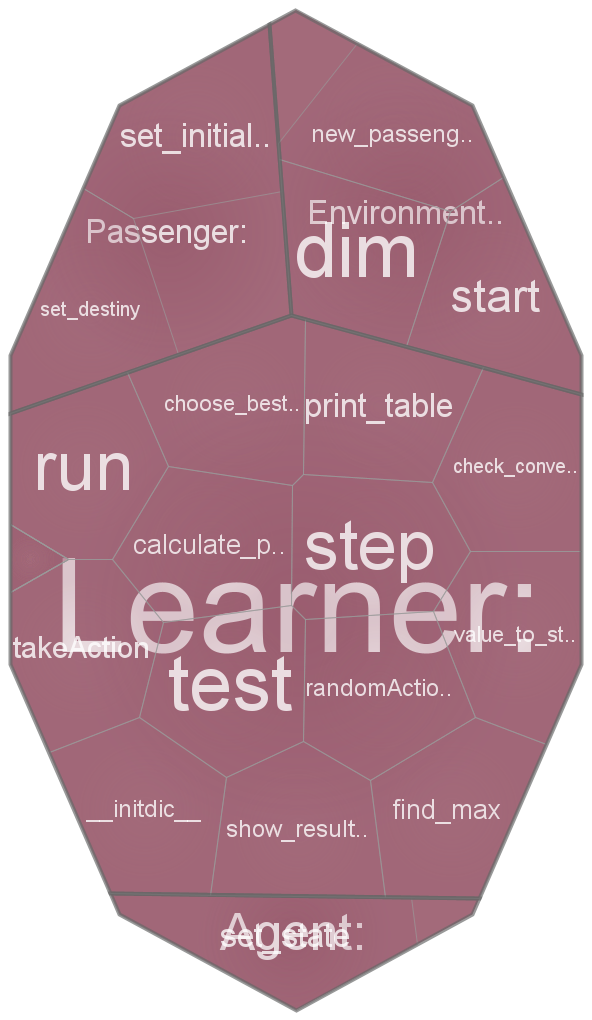 set_initial..
new_passeng..
Passenger:
Environment..
dim
set_destiny
start
choose_best..
print_table
run
check_conve..
calculate_p..
step
Learner:
takeAction
value_to_st..
test
randomActio..
__initdic__
show_result..
find_max
Agent:
set_state